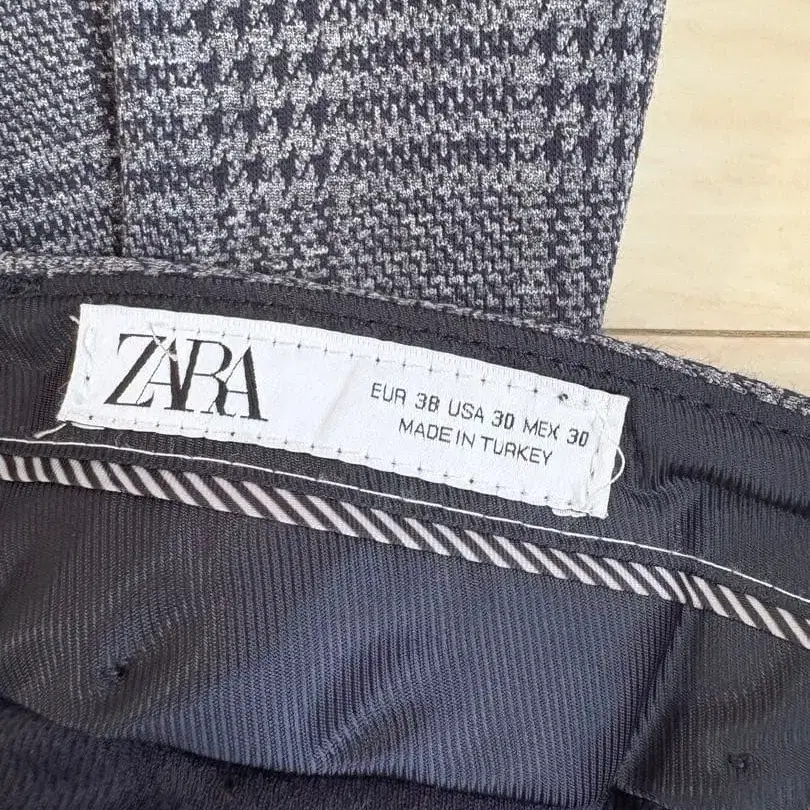 ZARA
EUR 38 USA 30 MEX 30
MADE IN TURKEY